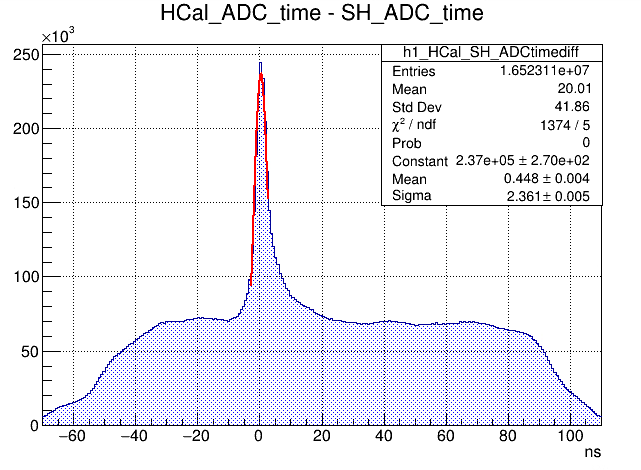 HCal_ADC_time - SH_ADC_time
×10³
h1_HCal_SH_ADCtimediff
Entries 1.652311e+07
Mean 20.01
Std Dev 41.86
χ² / ndf 1374 / 5
Prob 0
Constant 2.37e+05 ± 2.70e+02
Mean 0.448 ± 0.004
Sigma 2.361 ± 0.005
250
200
150
100
50
0
−60 −40 −20 0 20 40 60 80 100
ns